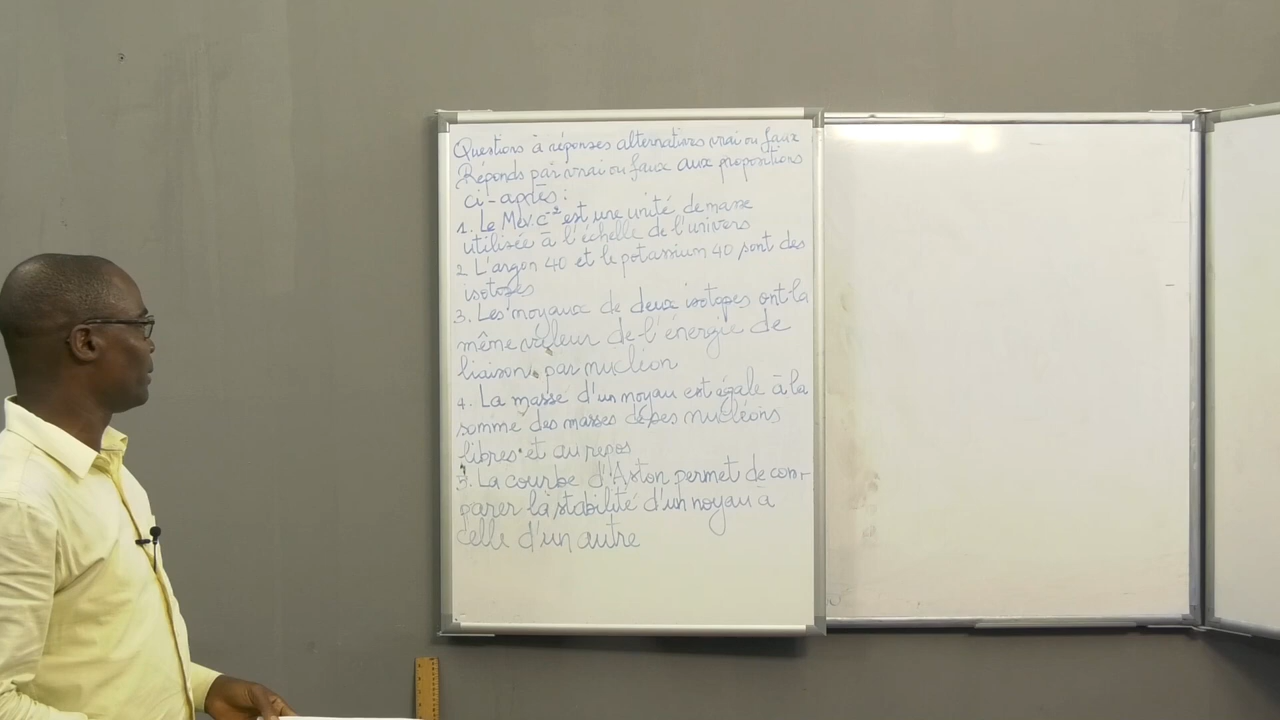 Questions à réponses alternatives vrai ou faux
Réponds par vrai ou faux aux propositions
ci-après :
1. Le Mev.c⁻² est une unité de masse
utilisée à l'échelle de l'univers
2 L'argon 40 et le potassium 40 sont des
isotopes
3. Les noyaux de deux isotopes ont la
même valeur de l'énergie de
liaison par nucléon
4. La masse d'un noyau est égale à la
somme des masses de ses nucléons
libres et au repos
5. La courbe d'Aston permet de com-
parer la stabilité d'un noyau à
celle d'un autre